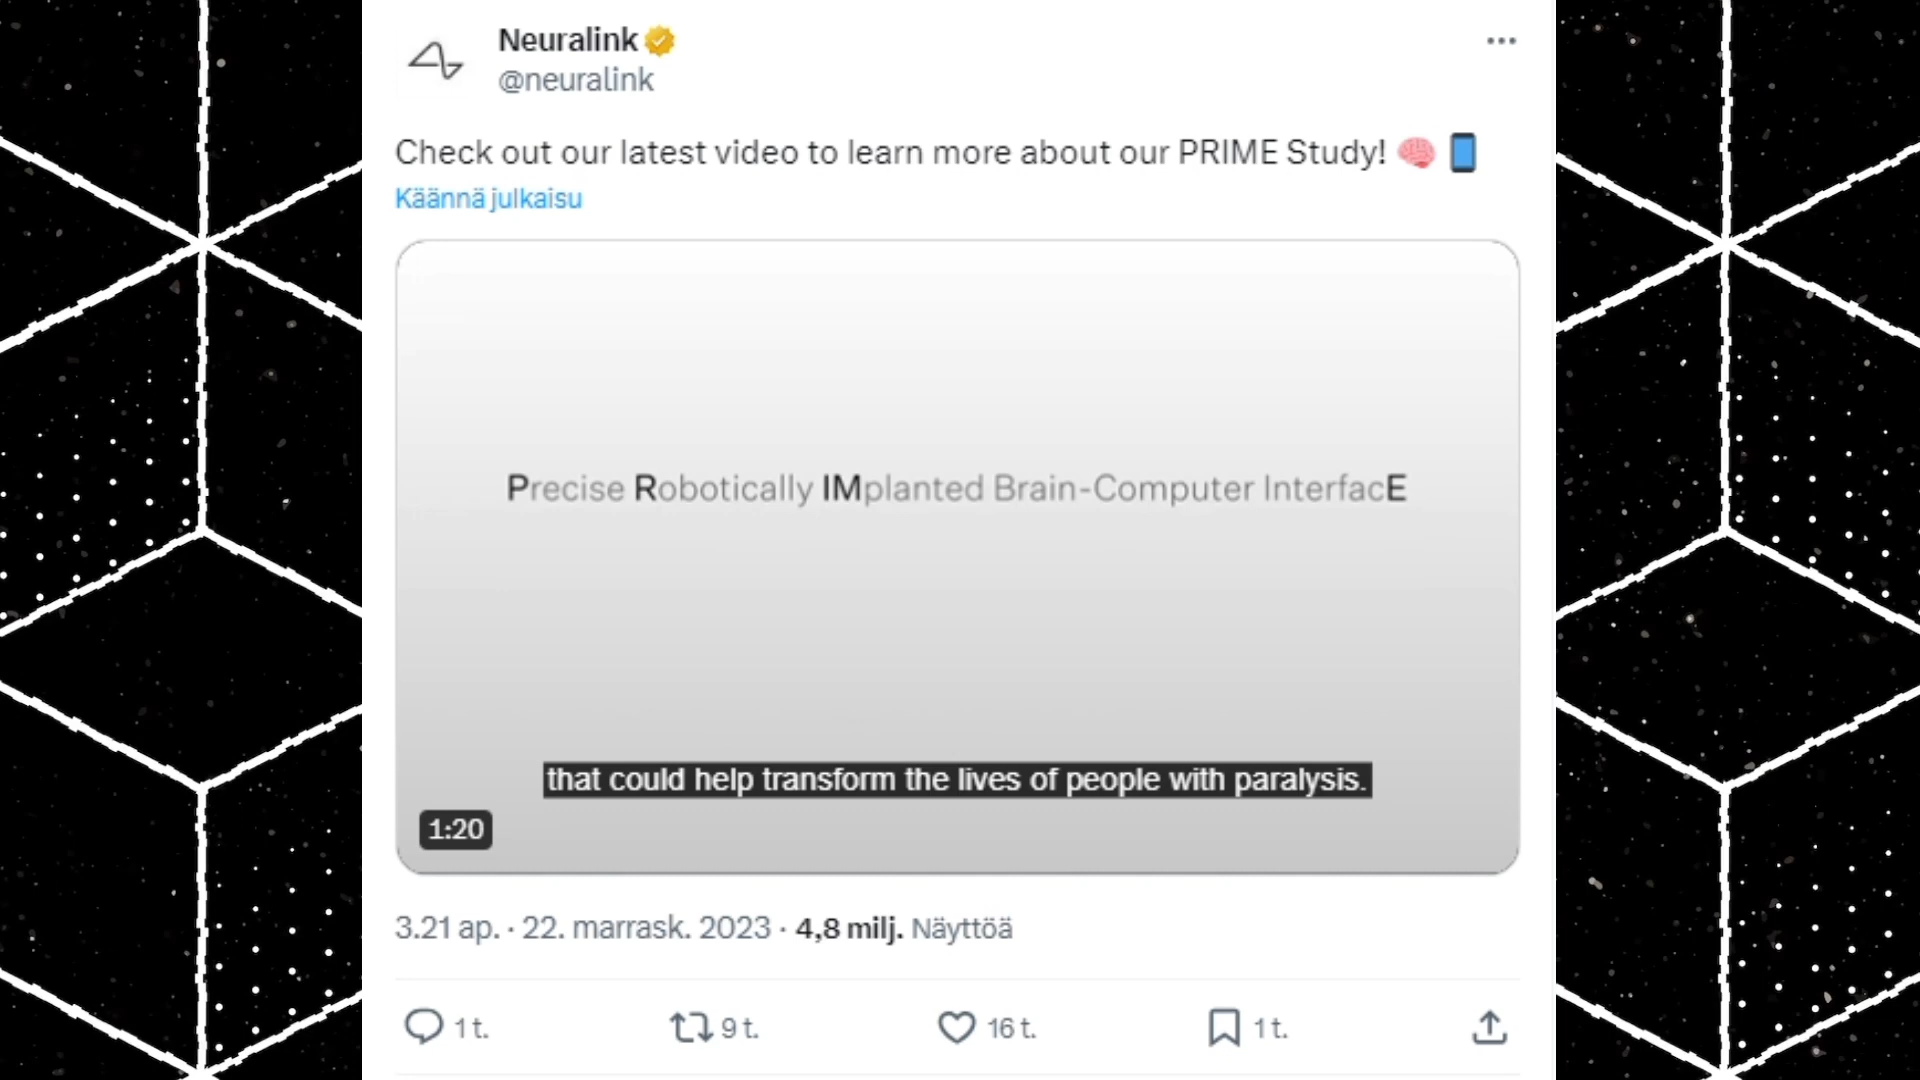 Neuralink
@neuralink
Check out our latest video to learn more about our PRIME Study! 🧠 📱
Käännä julkaisu
Precise Robotically IMplanted Brain-Computer InterfacE
that could help transform the lives of people with paralysis.
1:20
3.21 ap. · 22. marrask. 2023 · 4,8 milj. Näyttöä
1 t. 9 t. 16 t. 1 t.